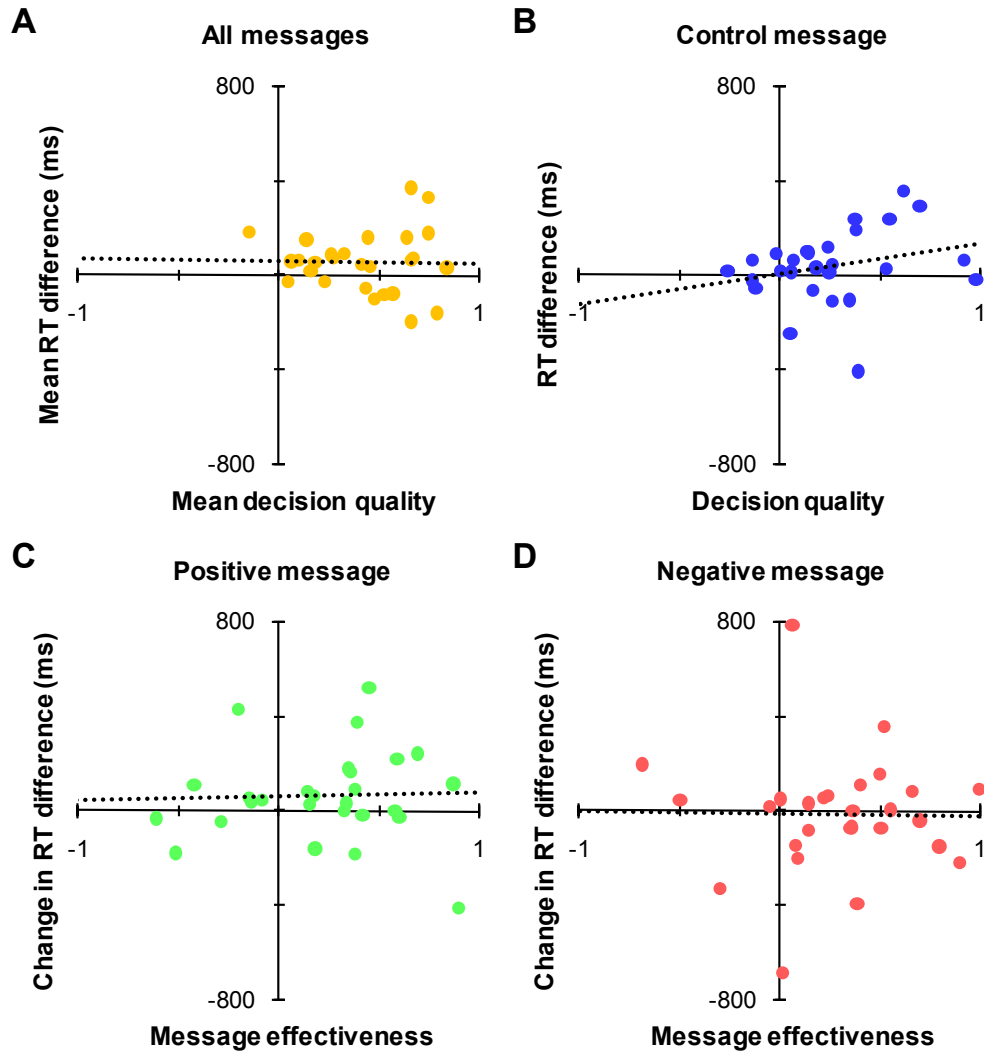 A
All messages
800
Mean RT difference (ms)
-1
1
-800
Mean decision quality
B
Control message
800
RT difference (ms)
-1
1
-800
Decision quality
C
Positive message
800
Change in RT difference (ms)
-1
1
-800
Message effectiveness
D
Negative message
800
Change in RT difference (ms)
-1
1
-800
Message effectiveness